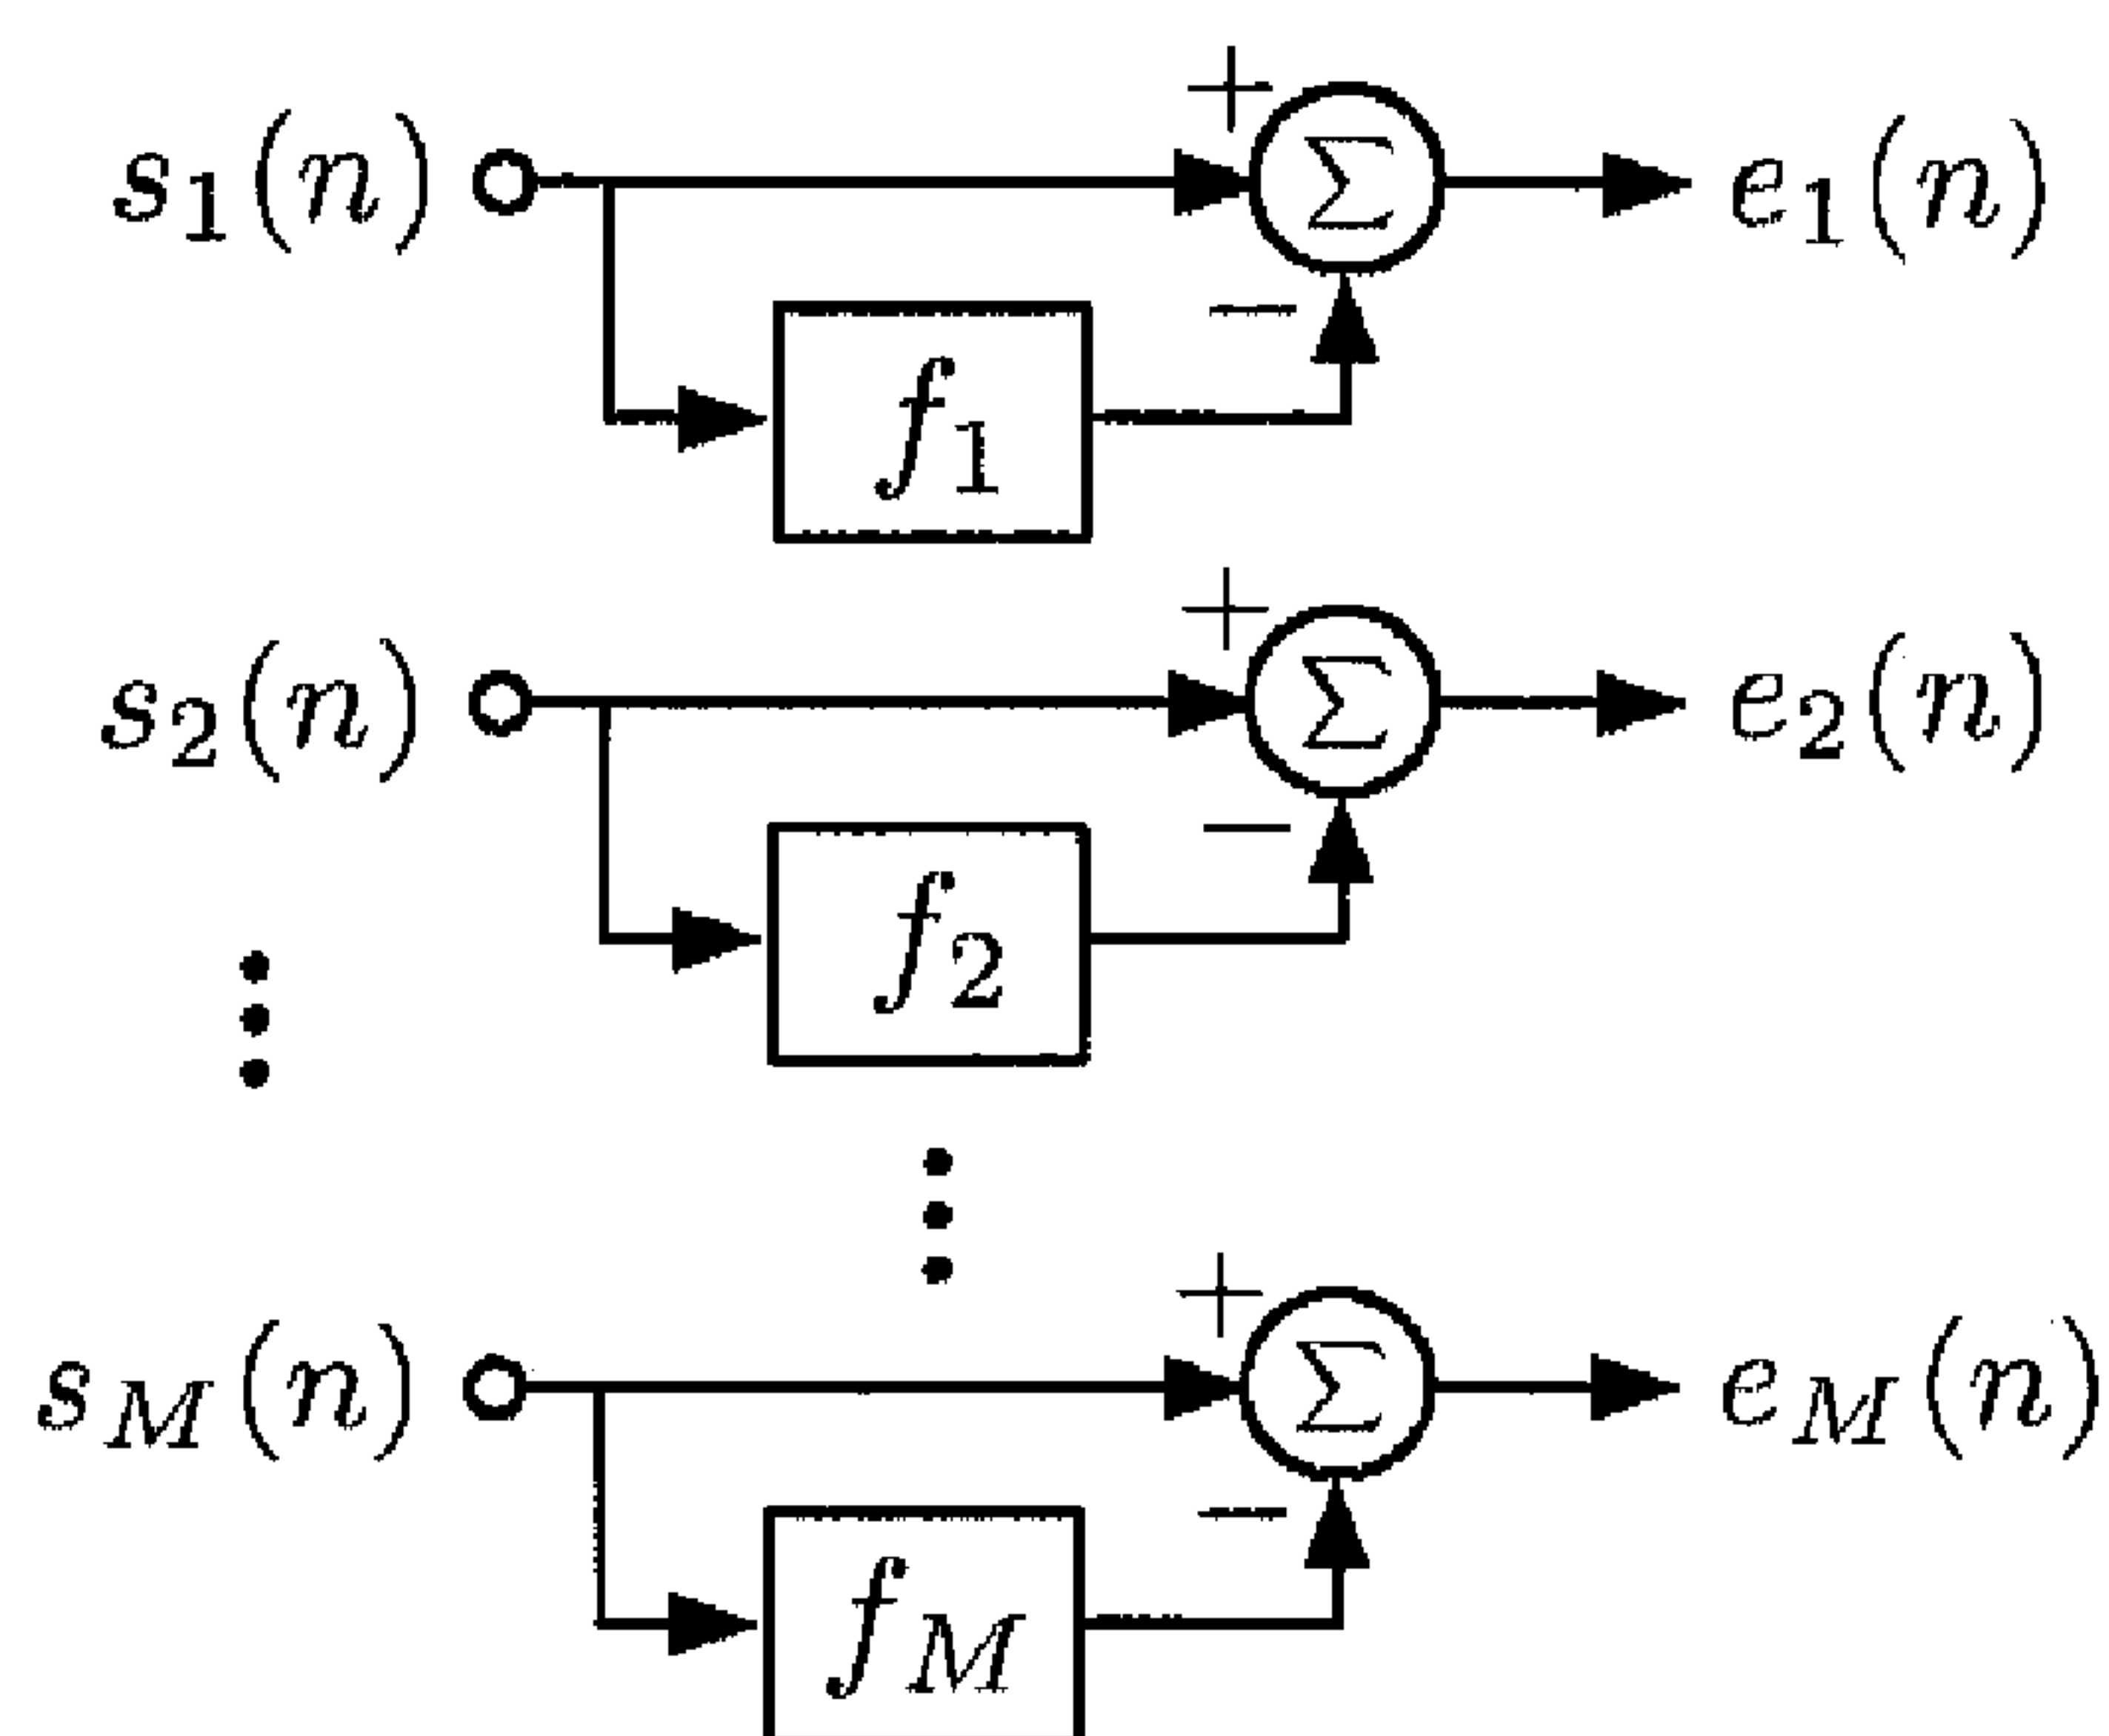 +
s₁(n) Σ e₁(n)
−
f₁
+
s₂(n) Σ e₂(n)
−
f₂
+
s_M(n) Σ e_M(n)
−
f_M